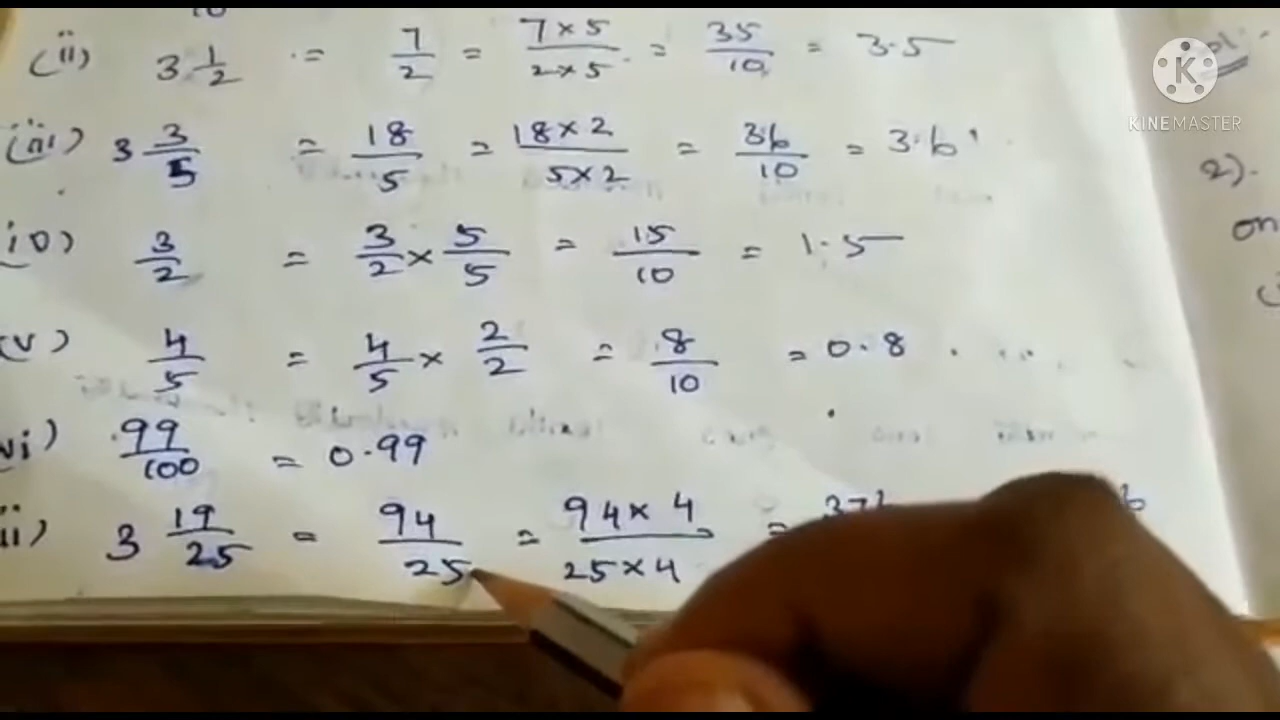 (ii) 3 1/2 = 7/2 = 7 × 5 / 2 × 5 = 35/10 = 3.5
(iii) 3 3/5 = 18/5 = 18 × 2 / 5 × 2 = 36/10 = 3.6
iv) 3/2 = 3/2 × 5/5 = 15/10 = 1.5
(v) 4/5 = 4/5 × 2/2 = 8/10 = 0.8
vi) 99/100 = 0.99
ii) 3 19/25 = 94/25 = 94 × 4 / 25 × 4 = 376
K
KINEMASTER
2).
on